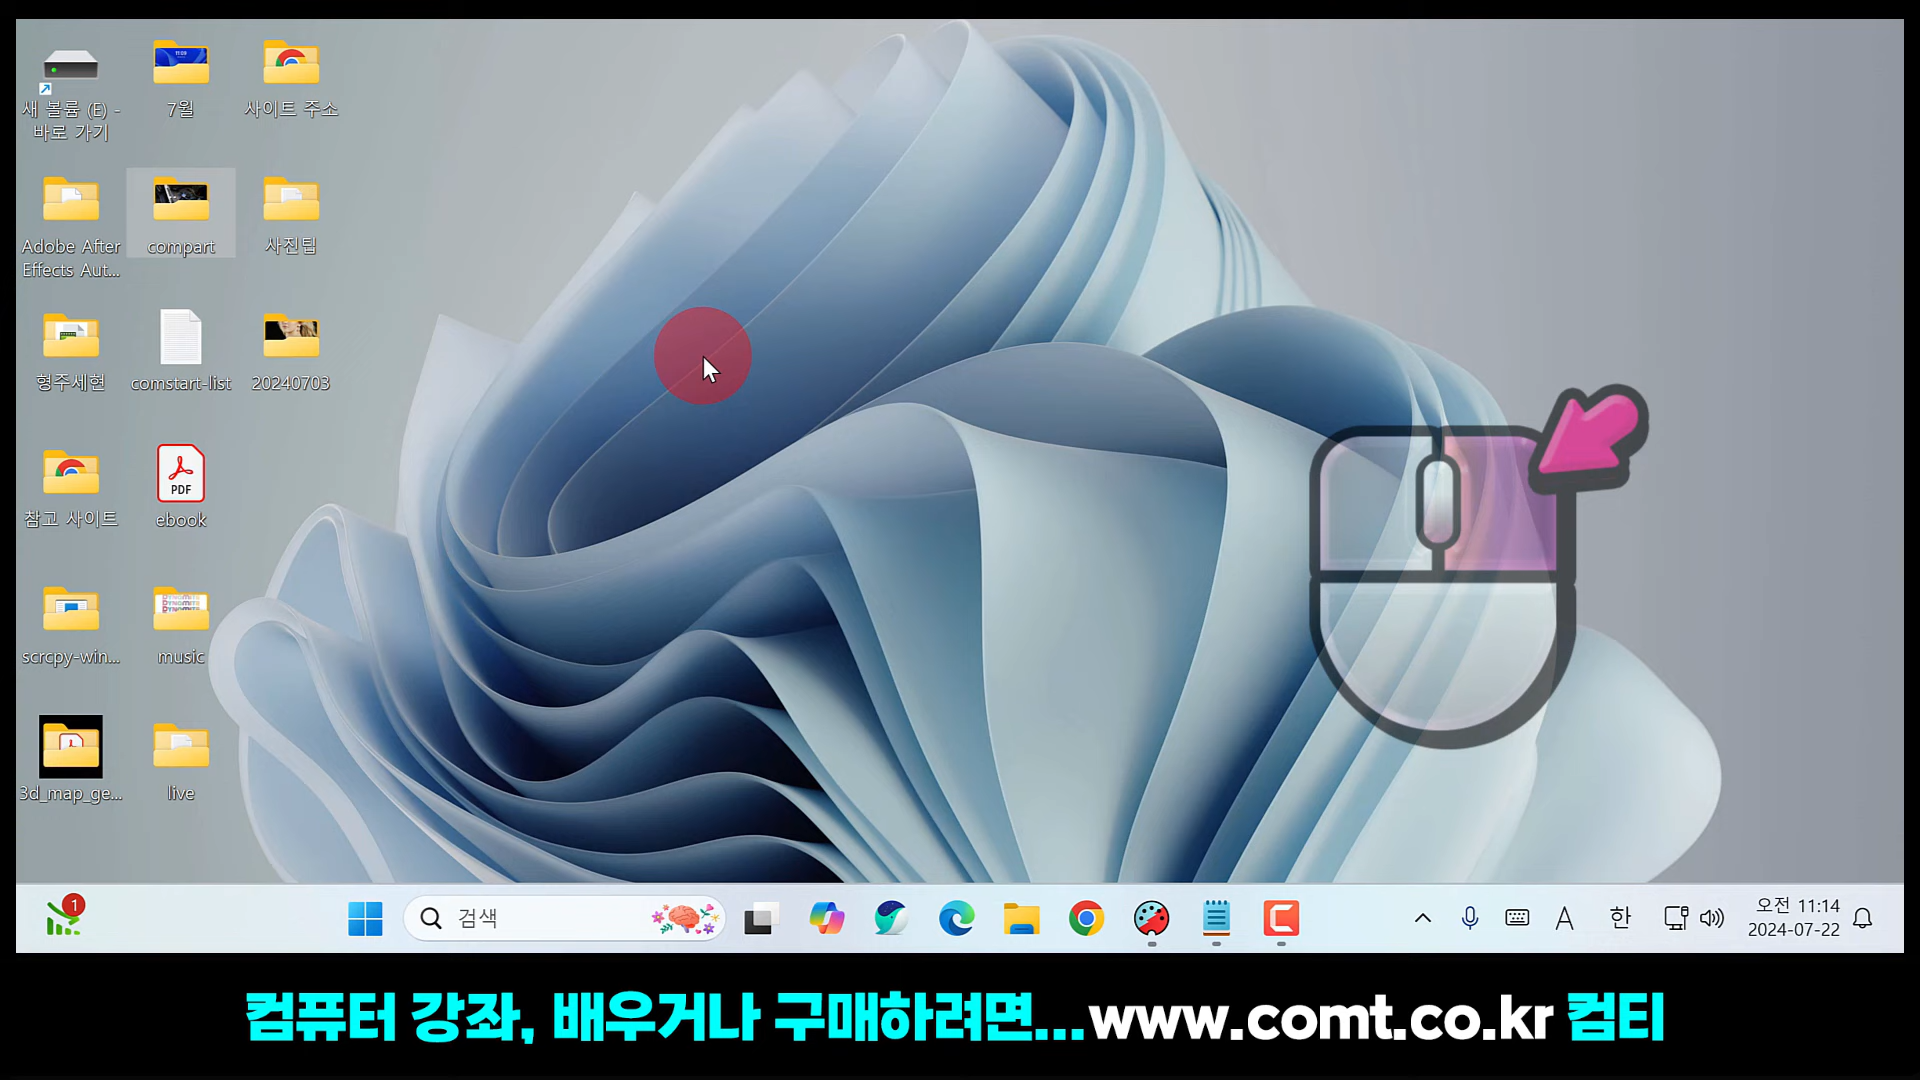 새 볼륨 (E) -
바로 가기
7월
사이트 주소
Adobe After
Effects Aut...
compart
사진팁
형주세현
comstart-list
20240703
참고 사이트
PDF
ebook
scrcpy-win...
DYNOMITE
music
3d_map_ge...
live
1
검색
A
한
오전 11:14
2024-07-22
컴퓨터 강좌, 배우거나 구매하려면...www.comt.co.kr 컴티